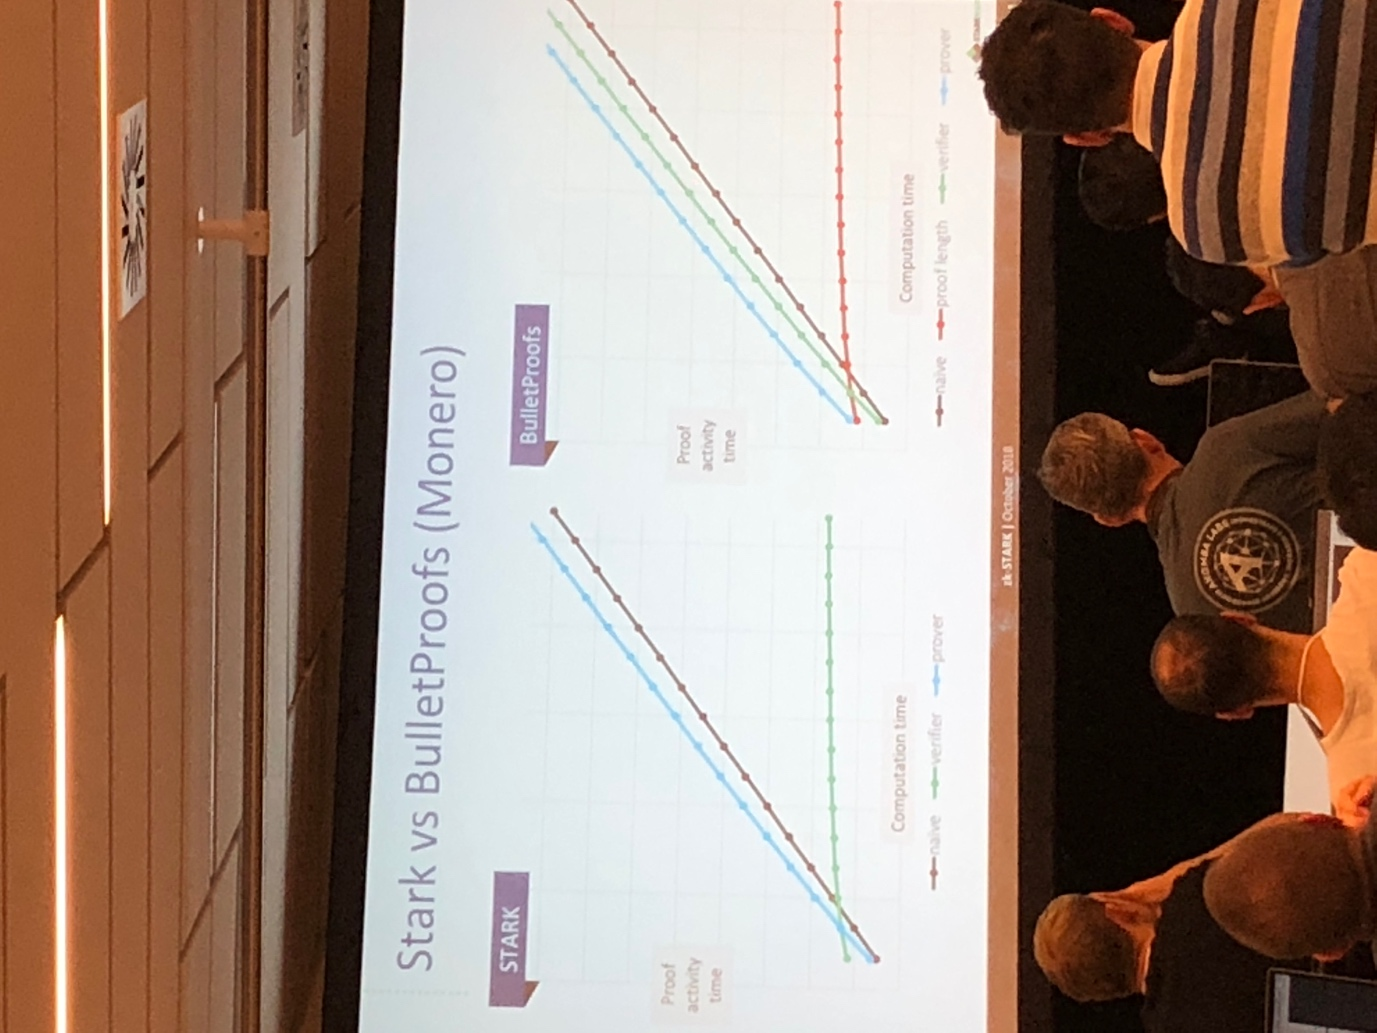 Stark vs BulletProofs (Monero)
STARK
Proof
activity
time
Computation time
naive verifier prover
BulletProofs
Proof
activity
time
Computation time
naive proof length verifier prover
zk-STARK | October 2018